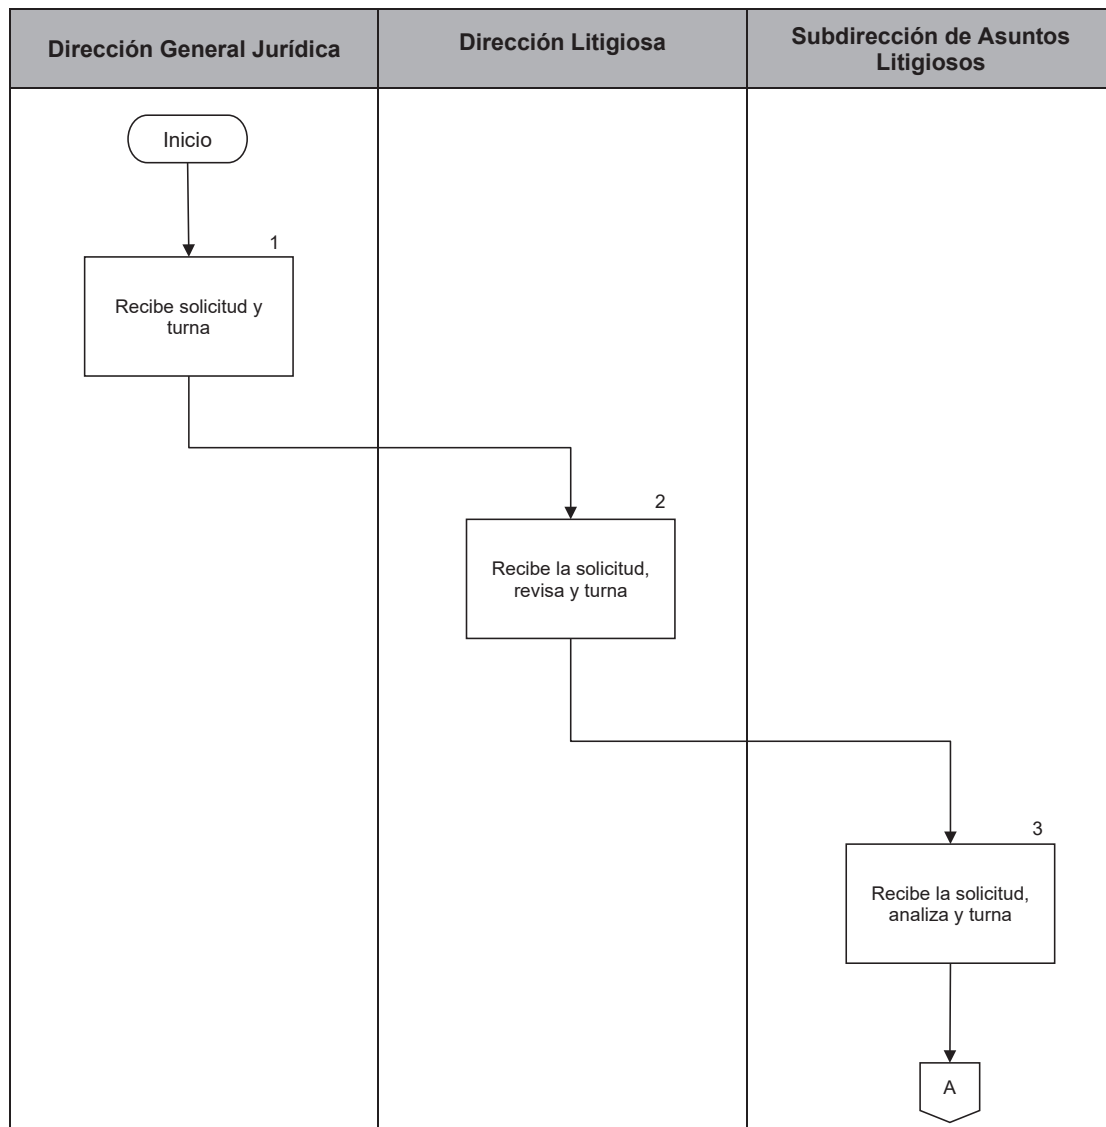 Dirección General Jurídica
Dirección Litigiosa
Subdirección de Asuntos
Litigiosos
Inicio
1
Recibe solicitud y
turna
2
Recibe la solicitud,
revisa y turna
3
Recibe la solicitud,
analiza y turna
A